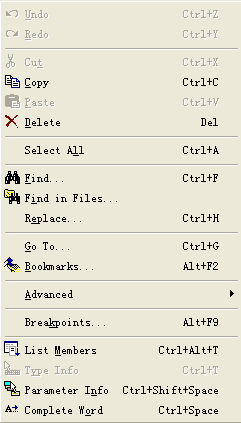 Undo Ctrl+Z
Redo Ctrl+Y
Cut Ctrl+X
Copy Ctrl+C
Paste Ctrl+V
Delete Del
Select All Ctrl+A
Find... Ctrl+F
Find in Files...
Replace... Ctrl+H
Go To... Ctrl+G
Bookmarks... Alt+F2
Advanced
Breakpoints... Alt+F9
List Members Ctrl+Alt+T
Type Info Ctrl+T
Parameter Info Ctrl+Shift+Space
Complete Word Ctrl+Space